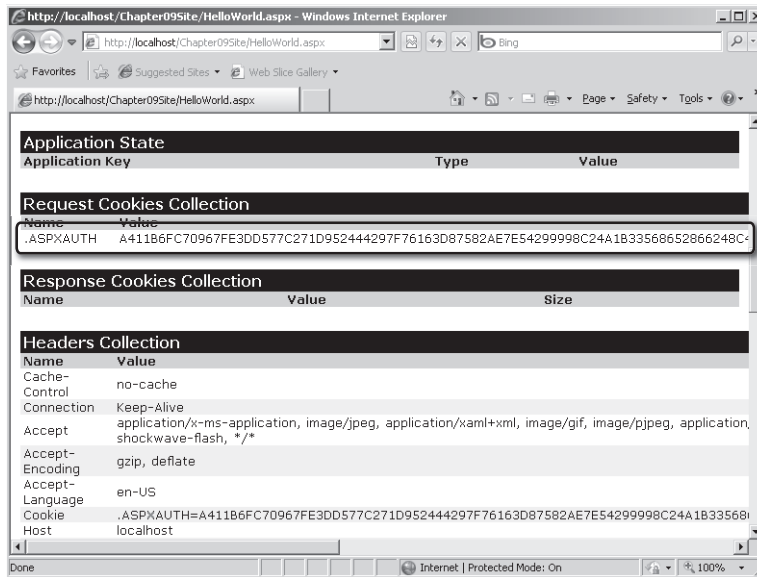 http://localhost/Chapter09Site/HelloWorld.aspx - Windows Internet Explorer
http://localhost/Chapter09Site/HelloWorld.aspx Bing
Favorites Suggested Sites Web Slice Gallery
http://localhost/Chapter09Site/HelloWorld.aspx Page Safety Tools
Application State
Application Key Type Value
Request Cookies Collection
Name Value
.ASPXAUTH A411B6FC70967FE3DD577C271D952444297F76163D87582AE7E54299998C24A1B33568652866248C4
Response Cookies Collection
Name Value Size
Headers Collection
Name Value
Cache-
Control no-cache
Connection Keep-Alive
Accept application/x-ms-application, image/jpeg, application/xaml+xml, image/gif, image/pjpeg, application
shockwave-flash, */*
Accept-
Encoding gzip, deflate
Accept-
Language en-US
Cookie .ASPXAUTH=A411B6FC70967FE3DD577C271D952444297F76163D87582AE7E54299998C24A1B33568
Host localhost
Done Internet | Protected Mode: On 100%